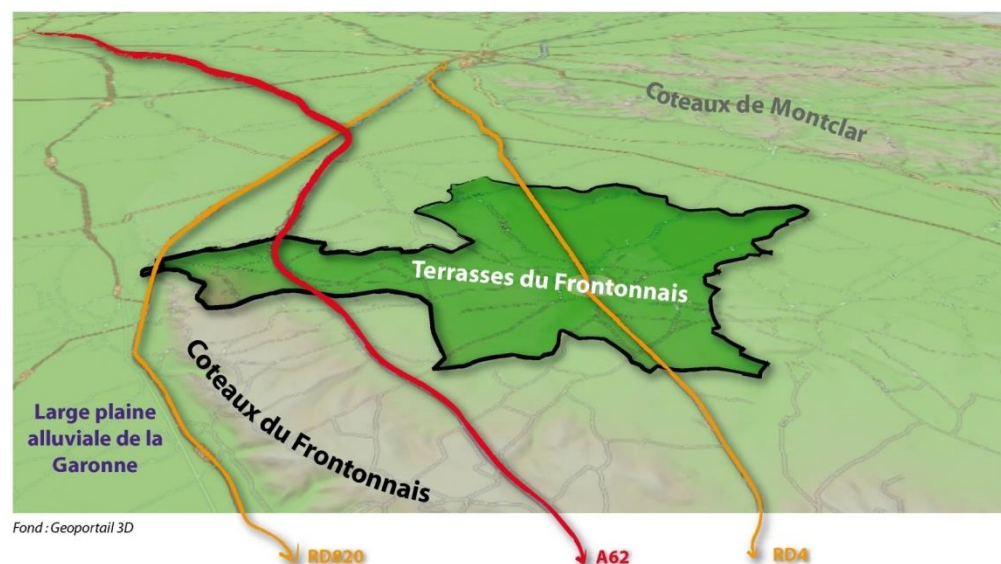 Coteaux de Montclar
Terrasses du Frontonnais
Coteaux du Frontonnais
Large plaine
alluviale de la
Garonne
Fond : Geoportail 3D
RD820
A62
RD4